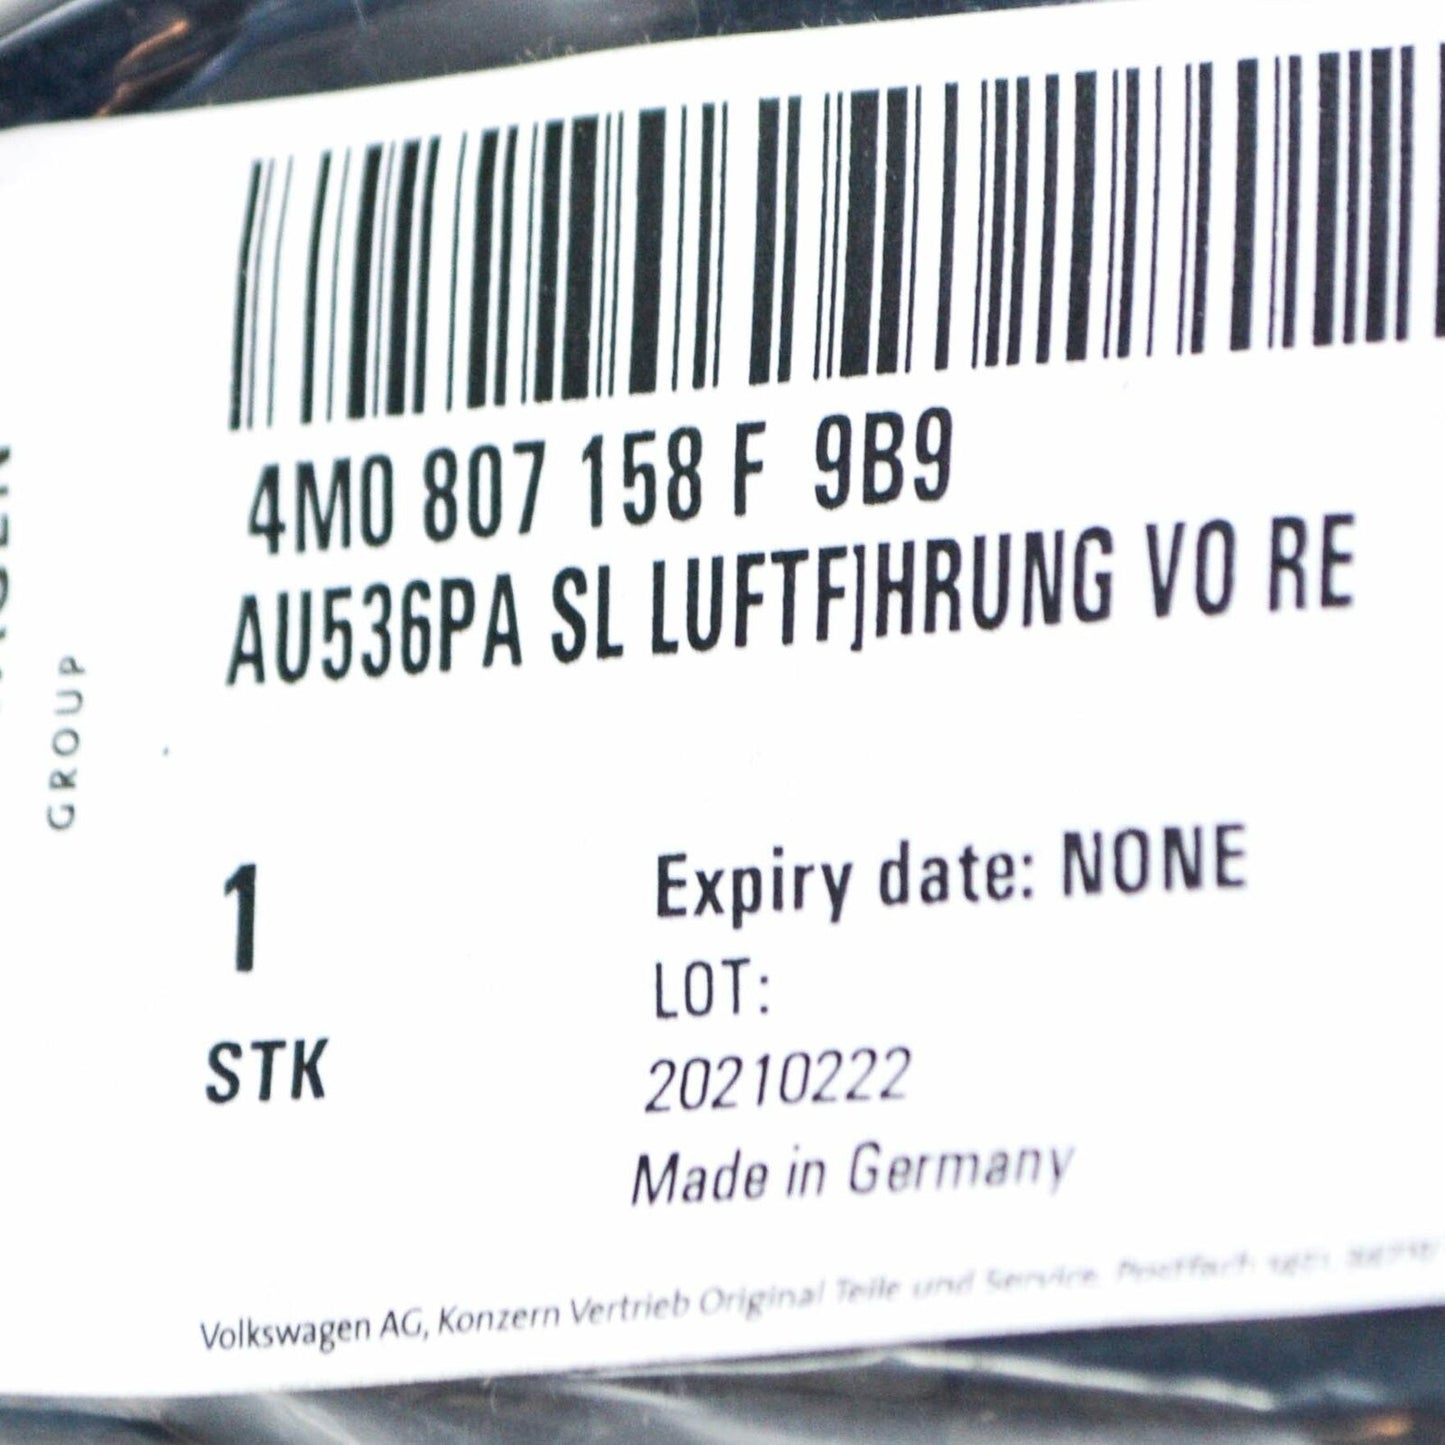 GROUP
4M0 807 158 F 9B9
AU536PA SL LUFTF]HRUNG VO RE
1
STK
Expiry date: NONE
LOT:
20210222
Made in Germany
Volkswagen AG, Konzern Vertrieb Original Teile und Service. Postfach